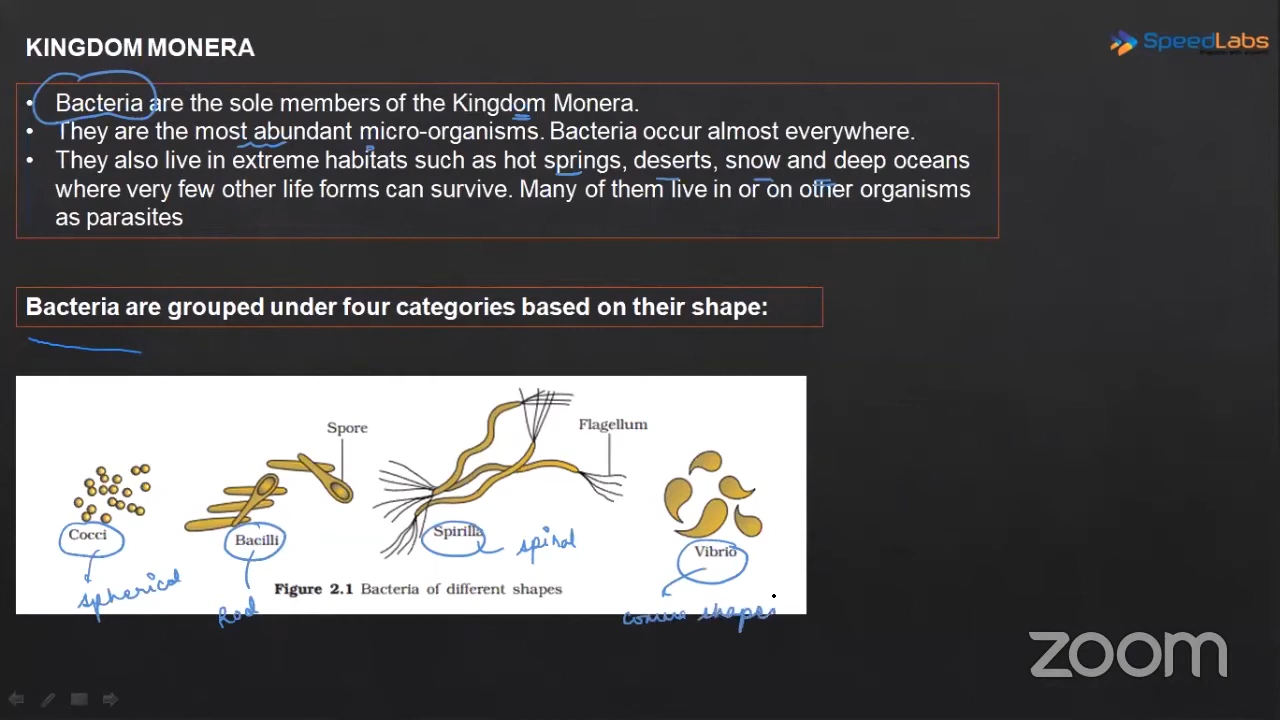 KINGDOM MONERA
SpeedLabs
• Bacteria are the sole members of the Kingdom Monera.
• They are the most abundant micro-organisms. Bacteria occur almost everywhere.
• They also live in extreme habitats such as hot springs, deserts, snow and deep oceans
where very few other life forms can survive. Many of them live in or on other organisms
as parasites
Bacteria are grouped under four categories based on their shape:
Spore
Flagellum
Cocci
Bacilli
Spirilla
Vibrio
spiral
spherical
Rod
Figure 2.1 Bacteria of different shapes
shape
zoom